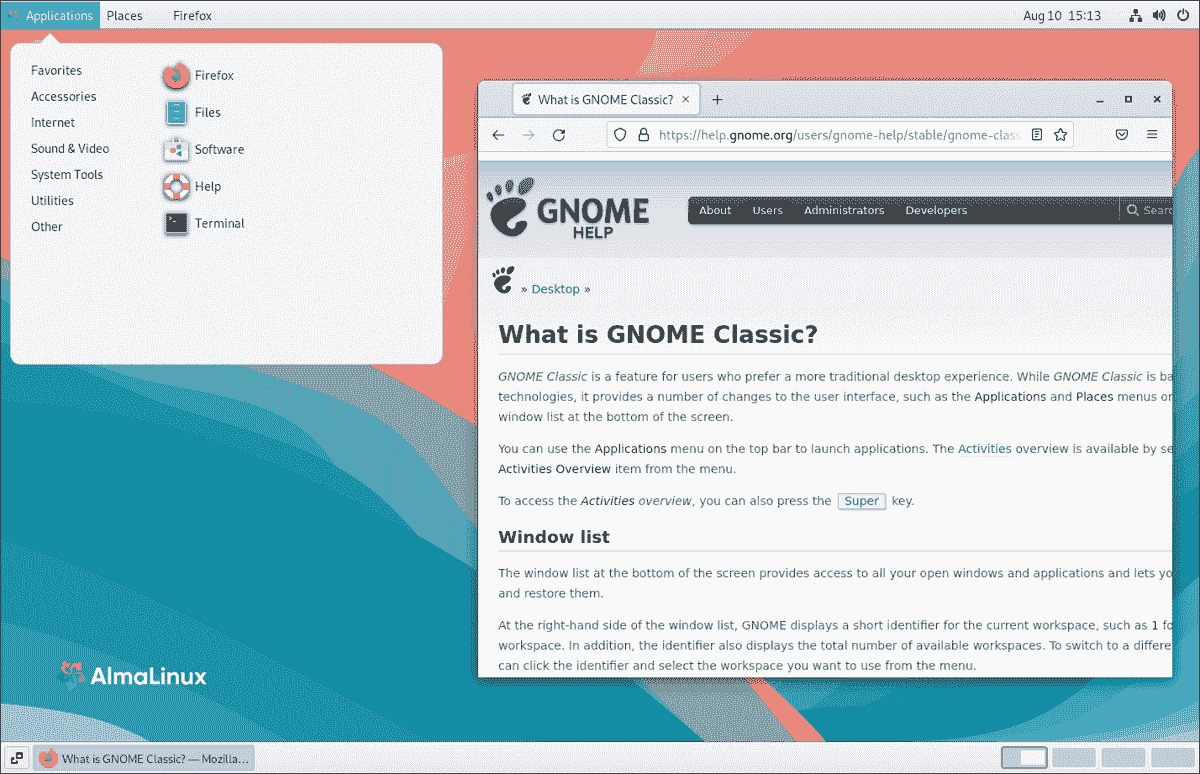 Applications Places Firefox Aug 10 15:13
Favorites
Accessories
Internet
Sound & Video
System Tools
Utilities
Other
Firefox
Files
Software
Help
Terminal
What is GNOME Classic?
https://help.gnome.org/users/gnome-help/stable/gnome-clas
GNOME
HELP
About Users Administrators Developers Searc
» Desktop »
What is GNOME Classic?
GNOME Classic is a feature for users who prefer a more traditional desktop experience. While GNOME Classic is ba
technologies, it provides a number of changes to the user interface, such as the Applications and Places menus or
window list at the bottom of the screen.
You can use the Applications menu on the top bar to launch applications. The Activities overview is available by se
Activities Overview item from the menu.
To access the Activities overview, you can also press the Super key.
Window list
The window list at the bottom of the screen provides access to all your open windows and applications and lets yo
and restore them.
At the right-hand side of the window list, GNOME displays a short identifier for the current workspace, such as 1 fo
workspace. In addition, the identifier also displays the total number of available workspaces. To switch to a differe
can click the identifier and select the workspace you want to use from the menu.
AlmaLinux
What is GNOME Classic? — Mozilla...